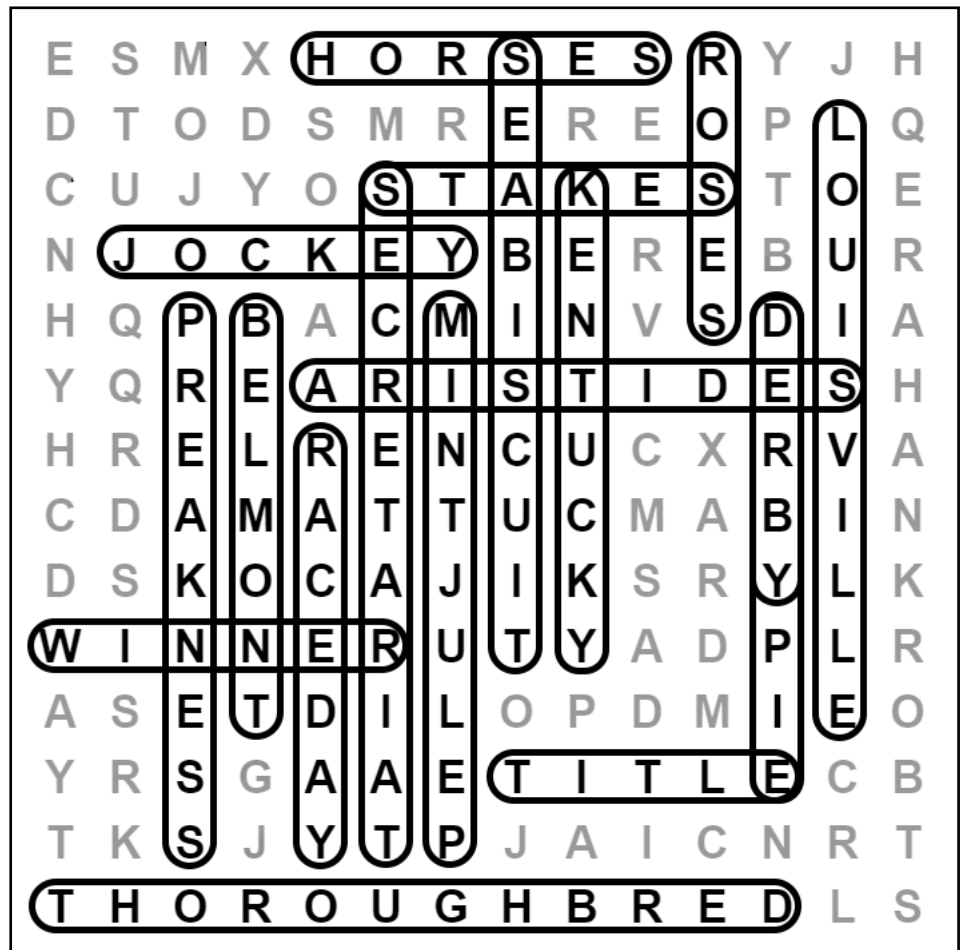 E S M X H O R S E S R Y J H
D T O D S M R E R E O P L Q
C U J Y O S T A K E S T O E
N J O C K E Y B E R E B U R
H Q P B A C M I N V S D I A
Y Q R E A R I S T I D E S H
H R E L R E N C U C X R V A
C D A M A T T U C M A B I N
D S K O C A J I K S R Y L K
W I N N E R U T Y A D P L R
A S E T D I L O P D M I E O
Y R S G A A E T I T L E C B
T K S J Y T P J A I C N R T
T H O R O U G H B R E D L S